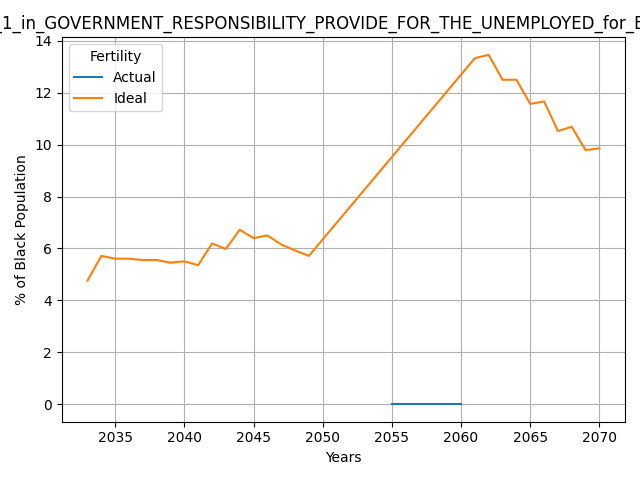 _1_in_GOVERNMENT_RESPONSIBILITY_PROVIDE_FOR_THE_UNEMPLOYED_for_B
Fertility
Actual
Ideal
14
12
10
8
6
4
2
0
% of Black Population
2035 2040 2045 2050 2055 2060 2065 2070
Years